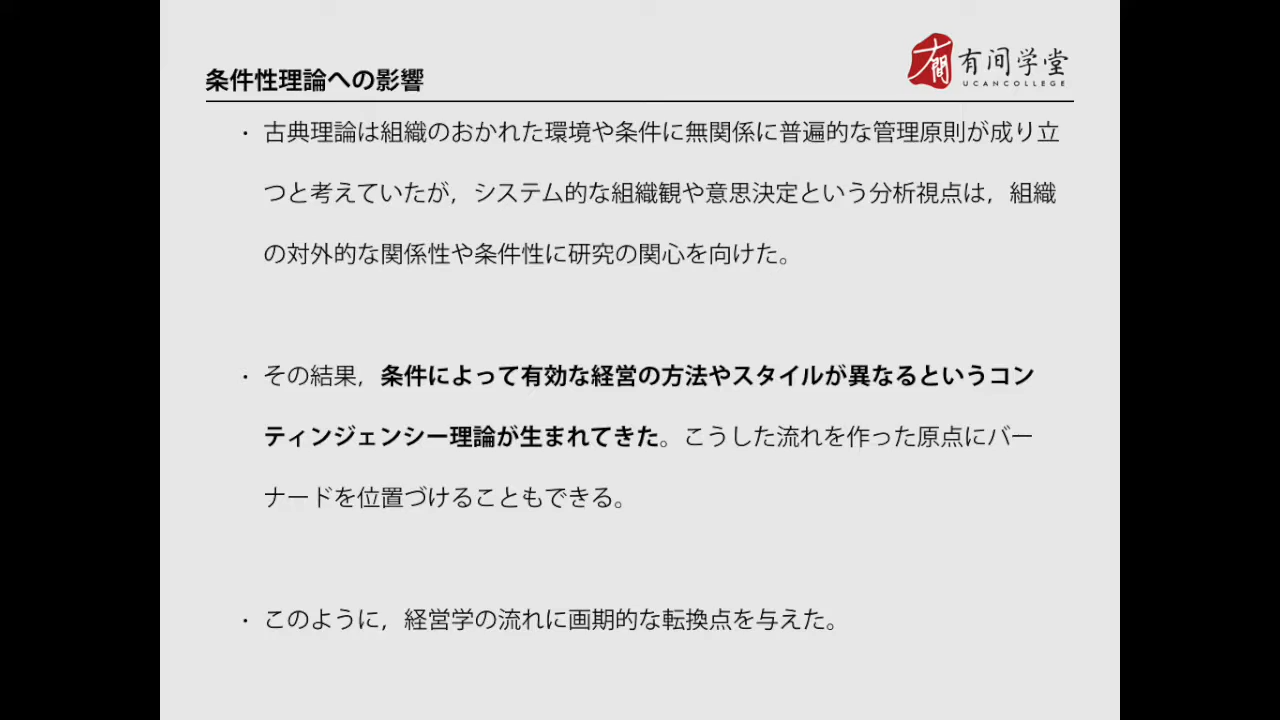 条件性理論への影響
有間
有间学堂
UCANCOLLEGE
・古典理論は組織のおかれた環境や条件に無関係に普遍的な管理原則が成り立
つと考えていたが，システム的な組織観や意思決定という分析視点は，組織
の対外的な関係性や条件性に研究の関心を向けた。
・その結果，条件によって有効な経営の方法やスタイルが異なるというコン
ティンジェンシー理論が生まれてきた。こうした流れを作った原点にバー
ナードを位置づけることもできる。
・このように，経営学の流れに画期的な転換点を与えた。